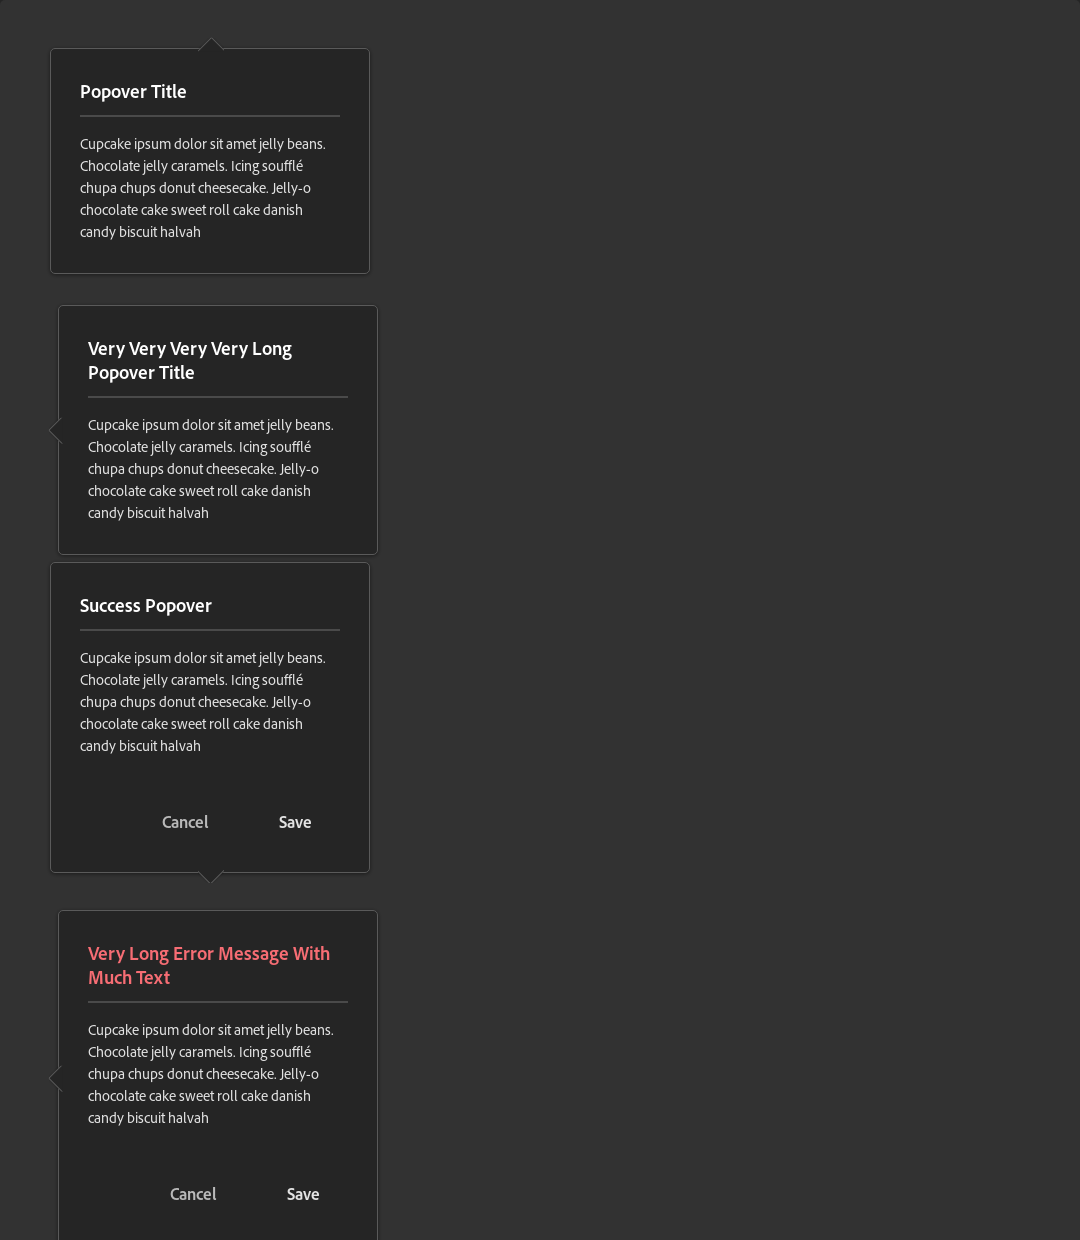 Popover Title
Cupcake ipsum dolor sit amet jelly beans.
Chocolate jelly caramels. Icing soufflé
chupa chups donut cheesecake. Jelly-o
chocolate cake sweet roll cake danish
candy biscuit halvah
Very Very Very Very Long
Popover Title
Cupcake ipsum dolor sit amet jelly beans.
Chocolate jelly caramels. Icing soufflé
chupa chups donut cheesecake. Jelly-o
chocolate cake sweet roll cake danish
candy biscuit halvah
Success Popover
Cupcake ipsum dolor sit amet jelly beans.
Chocolate jelly caramels. Icing soufflé
chupa chups donut cheesecake. Jelly-o
chocolate cake sweet roll cake danish
candy biscuit halvah
Cancel Save
Very Long Error Message With
Much Text
Cupcake ipsum dolor sit amet jelly beans.
Chocolate jelly caramels. Icing soufflé
chupa chups donut cheesecake. Jelly-o
chocolate cake sweet roll cake danish
candy biscuit halvah
Cancel Save